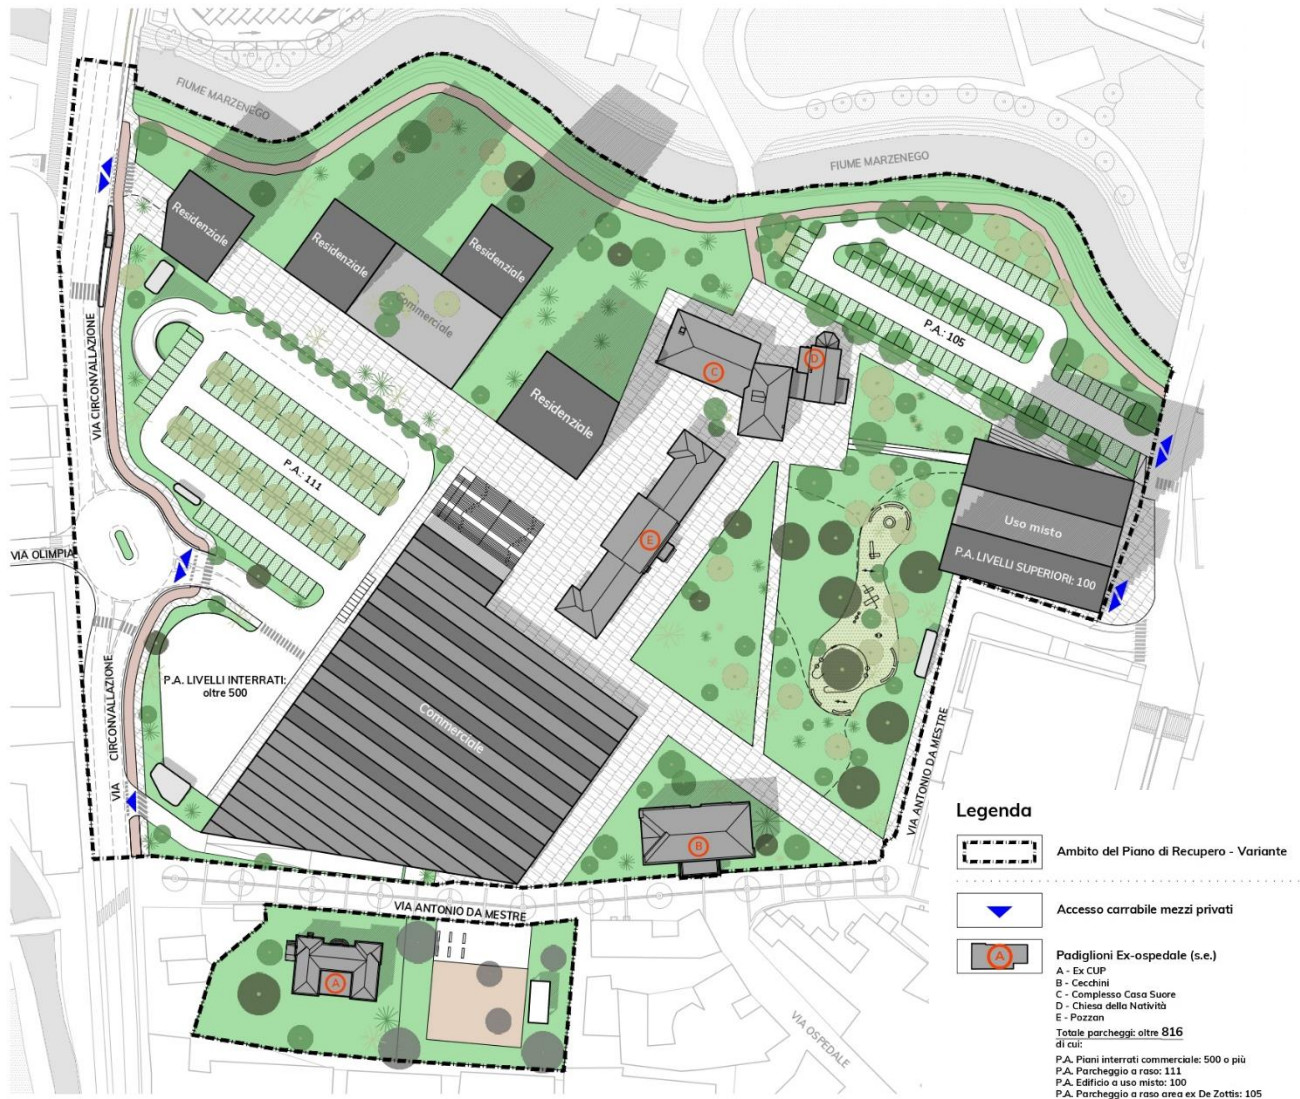 FIUME MARZENEGO
FIUME MARZENEGO
Residenziale
Residenziale
Residenziale
Commerciale
Residenziale
C
D
P.A.: 105
VIA CIRCONVALLAZIONE
P.A.: 111
E
Uso misto
P.A. LIVELLI SUPERIORI: 100
VIA OLIMPIA
P.A. LIVELLI INTERRATI:
oltre 500
VIA CIRCONVALLAZIONE
Commerciale
VIA ANTONIO DA MESTRE
B
VIA ANTONIO DA MESTRE
A
VIA OSPEDALE
Legenda
Ambito del Piano di Recupero - Variante
Accesso carrabile mezzi privati
A
Padiglioni Ex-ospedale (s.e.)
A - Ex CUP
B - Cecchini
C - Complesso Casa Suore
D - Chiesa della Natività
E - Pozzan
Totale parcheggi: oltre 816
di cui:
P.A. Piani interrati commerciale: 500 o più
P.A. Parcheggio a raso: 111
P.A. Edificio a uso misto: 100
P.A. Parcheggio a raso area ex De Zottis: 105